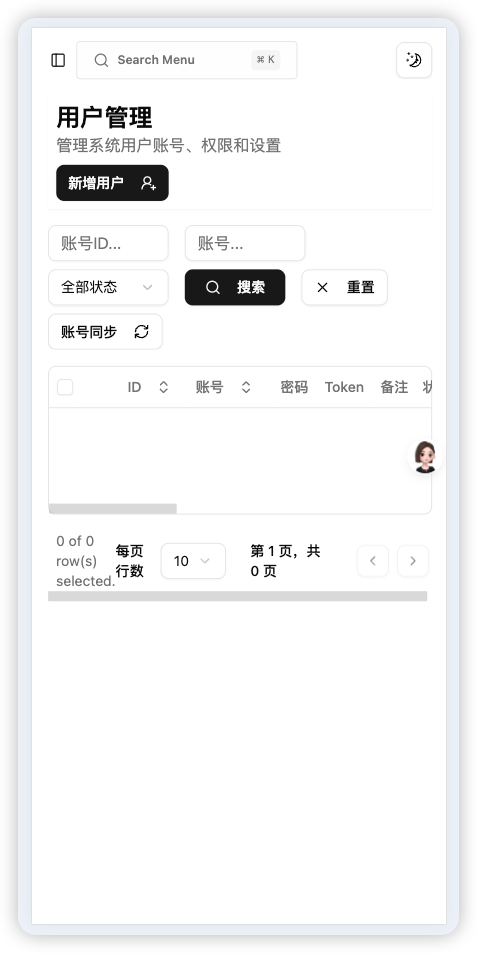 Search Menu ⌘ K
用户管理
管理系统用户账号、权限和设置
新增用户
账号ID... 账号...
全部状态 搜索 重置
账号同步
ID 账号 密码 Token 备注
0 of 0
row(s)
selected.
每页
行数
10
第 1 页，共
0 页